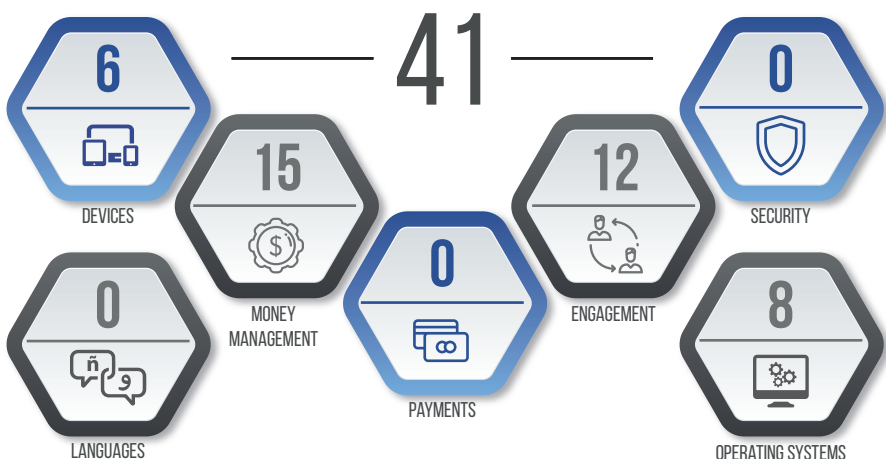 41
6
DEVICES
0
SECURITY
15
MONEY
MANAGEMENT
12
ENGAGEMENT
0
PAYMENTS
0
ñ
و
LANGUAGES
8
OPERATING SYSTEMS